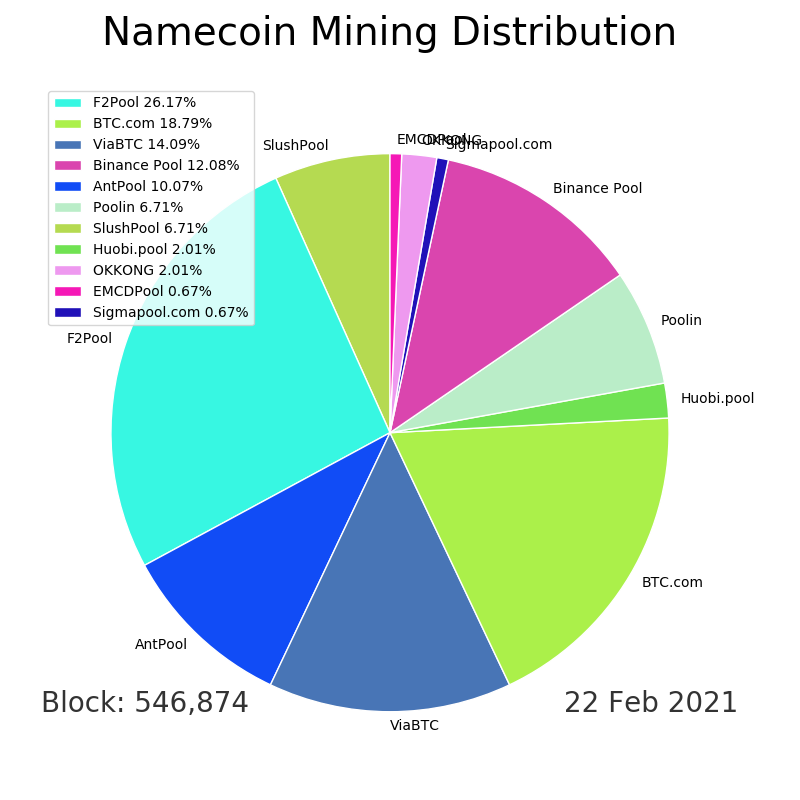 Namecoin Mining Distribution
F2Pool 26.17%
BTC.com 18.79%
ViaBTC 14.09%
Binance Pool 12.08%
AntPool 10.07%
Poolin 6.71%
SlushPool 6.71%
Huobi.pool 2.01%
OKKONG 2.01%
EMCDPool 0.67%
Sigmapool.com 0.67%
SlushPool
EMCDPool
OKKONG
Sigmapool.com
Binance Pool
Poolin
F2Pool
Huobi.pool
BTC.com
AntPool
ViaBTC
Block: 546,874
22 Feb 2021